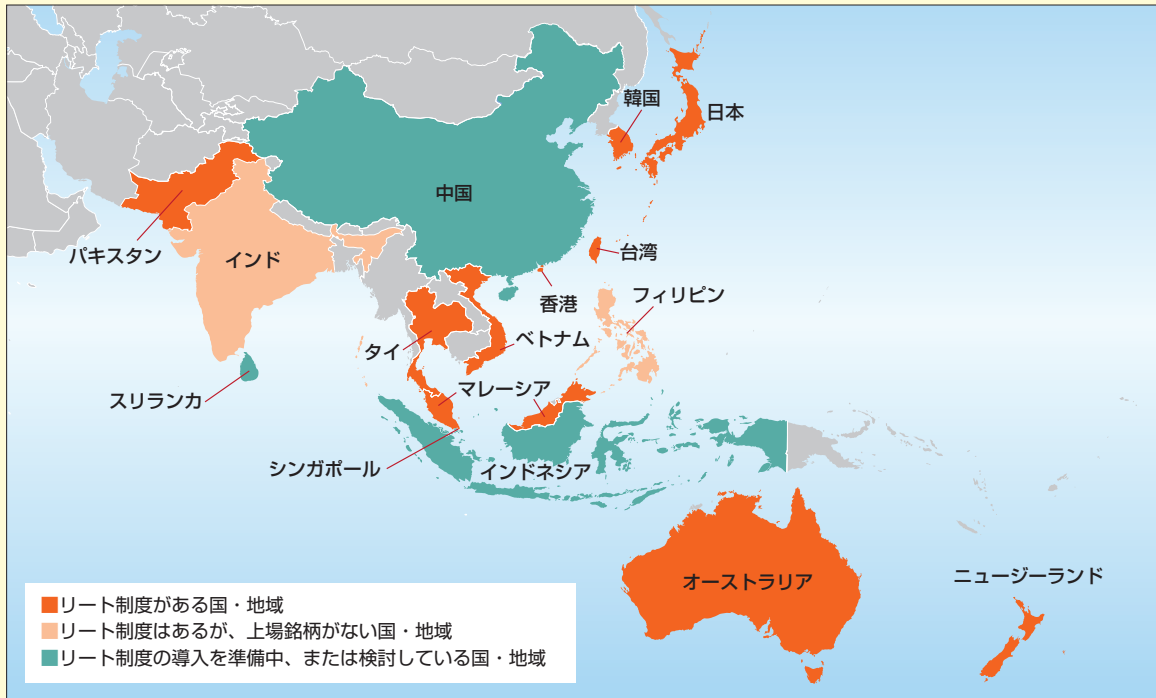 韓国
日本
中国
パキスタン
インド
台湾
香港
フィリピン
タイ
ベトナム
スリランカ
マレーシア
シンガポール
インドネシア
オーストラリア
ニュージーランド
■リート制度がある国・地域
■リート制度はあるが、上場銘柄がない国・地域
■リート制度の導入を準備中、または検討している国・地域